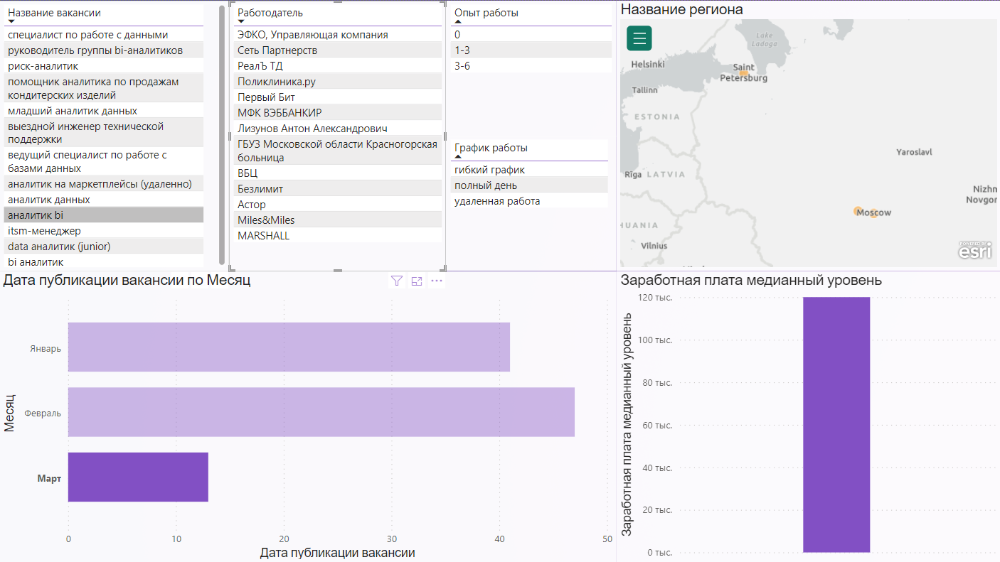 Название вакансии
специалист по работе с данными
руководитель группы bi-аналитиков
риск-аналитик
помощник аналитика по продажам
кондитерских изделий
младший аналитик данных
выездной инженер технической
поддержки
ведущий специалист по работе с
базами данных
аналитик на маркетплейсы (удаленно)
аналитик данных
аналитик bi
itsm-менеджер
data аналитик (junior)
bi аналитик
Работодатель
ЭФКО, Управляющая компания
Сеть Партнерств
РеалЪ ТД
Поликлиника.ру
Первый Бит
МФК ВЭББАНКИР
Лизунов Антон Александрович
ГБУЗ Московской области Красногорская
больница
ВБЦ
Безлимит
Астор
Miles&Miles
MARSHALL
Опыт работы
0
1-3
3-6
График работы
гибкий график
полный день
удаленная работа
Название региона
Lake
Ladoga
Helsinki
Saint
Petersburg
Tallinn
ESTONIA
Yaroslavl
Rīga LATVIA
Nizhn
Novgor
Moscow
HUANIA
Vilnius
POWERED BY
esri
Дата публикации вакансии по Месяц
Месяц
Январь
Февраль
Март
0 10 20 30 40 50
Дата публикации вакансии
Заработная плата медианный уровень
Заработная плата медианный уровень
120 тыс.
100 тыс.
80 тыс.
60 тыс.
40 тыс.
20 тыс.
0 тыс.